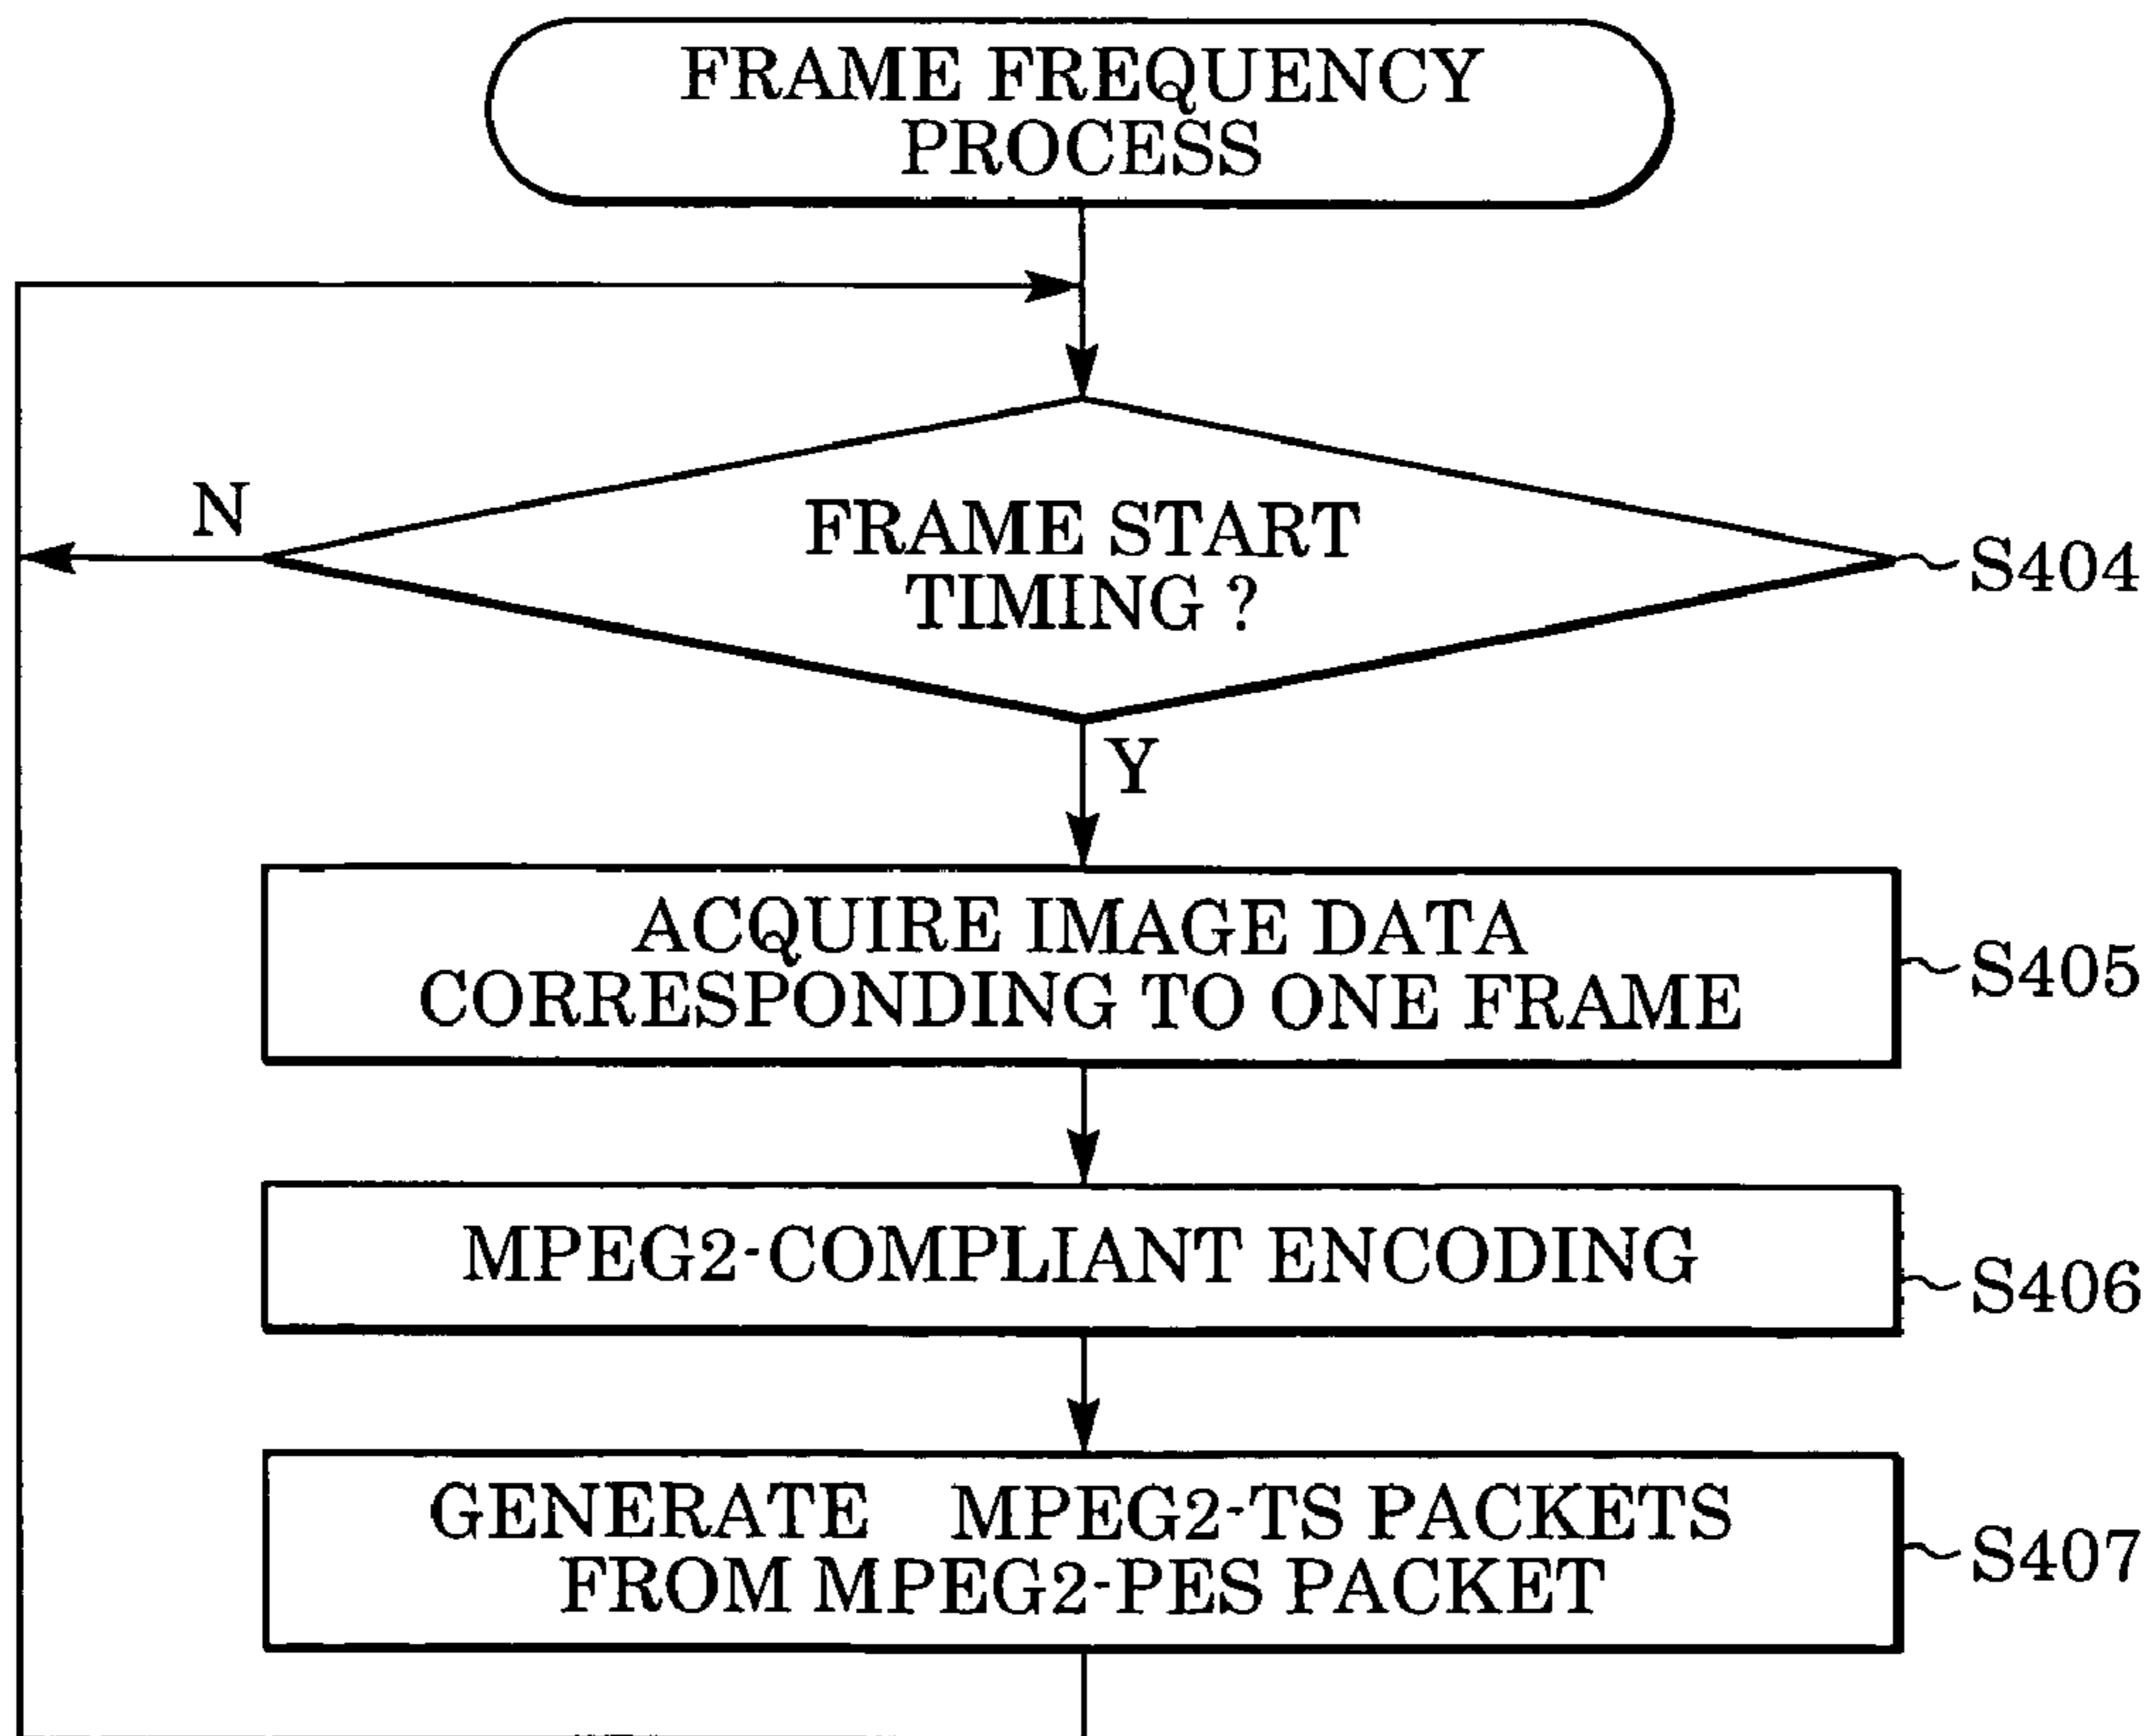 FRAME FREQUENCY
PROCESS
FRAME START
TIMING ?
N
S404
Y
ACQUIRE IMAGE DATA
CORRESPONDING TO ONE FRAME
S405
MPEG2-COMPLIANT ENCODING
S406
GENERATE MPEG2-TS PACKETS
FROM MPEG2-PES PACKET
S407